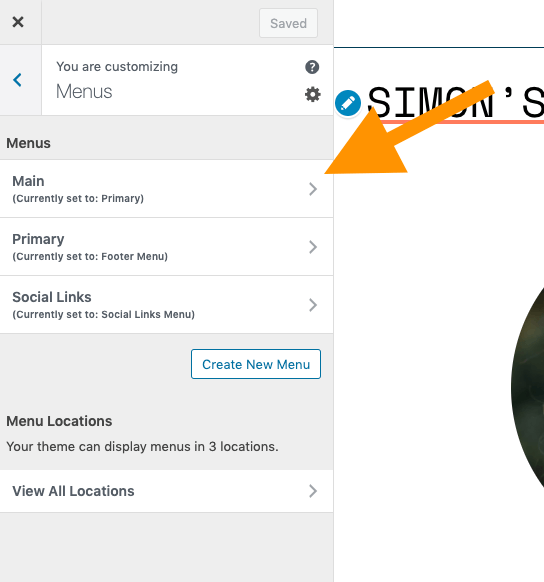 Saved
You are customizing
Menus
SIMON'S
Menus
Main
(Currently set to: Primary)
Primary
(Currently set to: Footer Menu)
Social Links
(Currently set to: Social Links Menu)
Create New Menu
Menu Locations
Your theme can display menus in 3 locations.
View All Locations